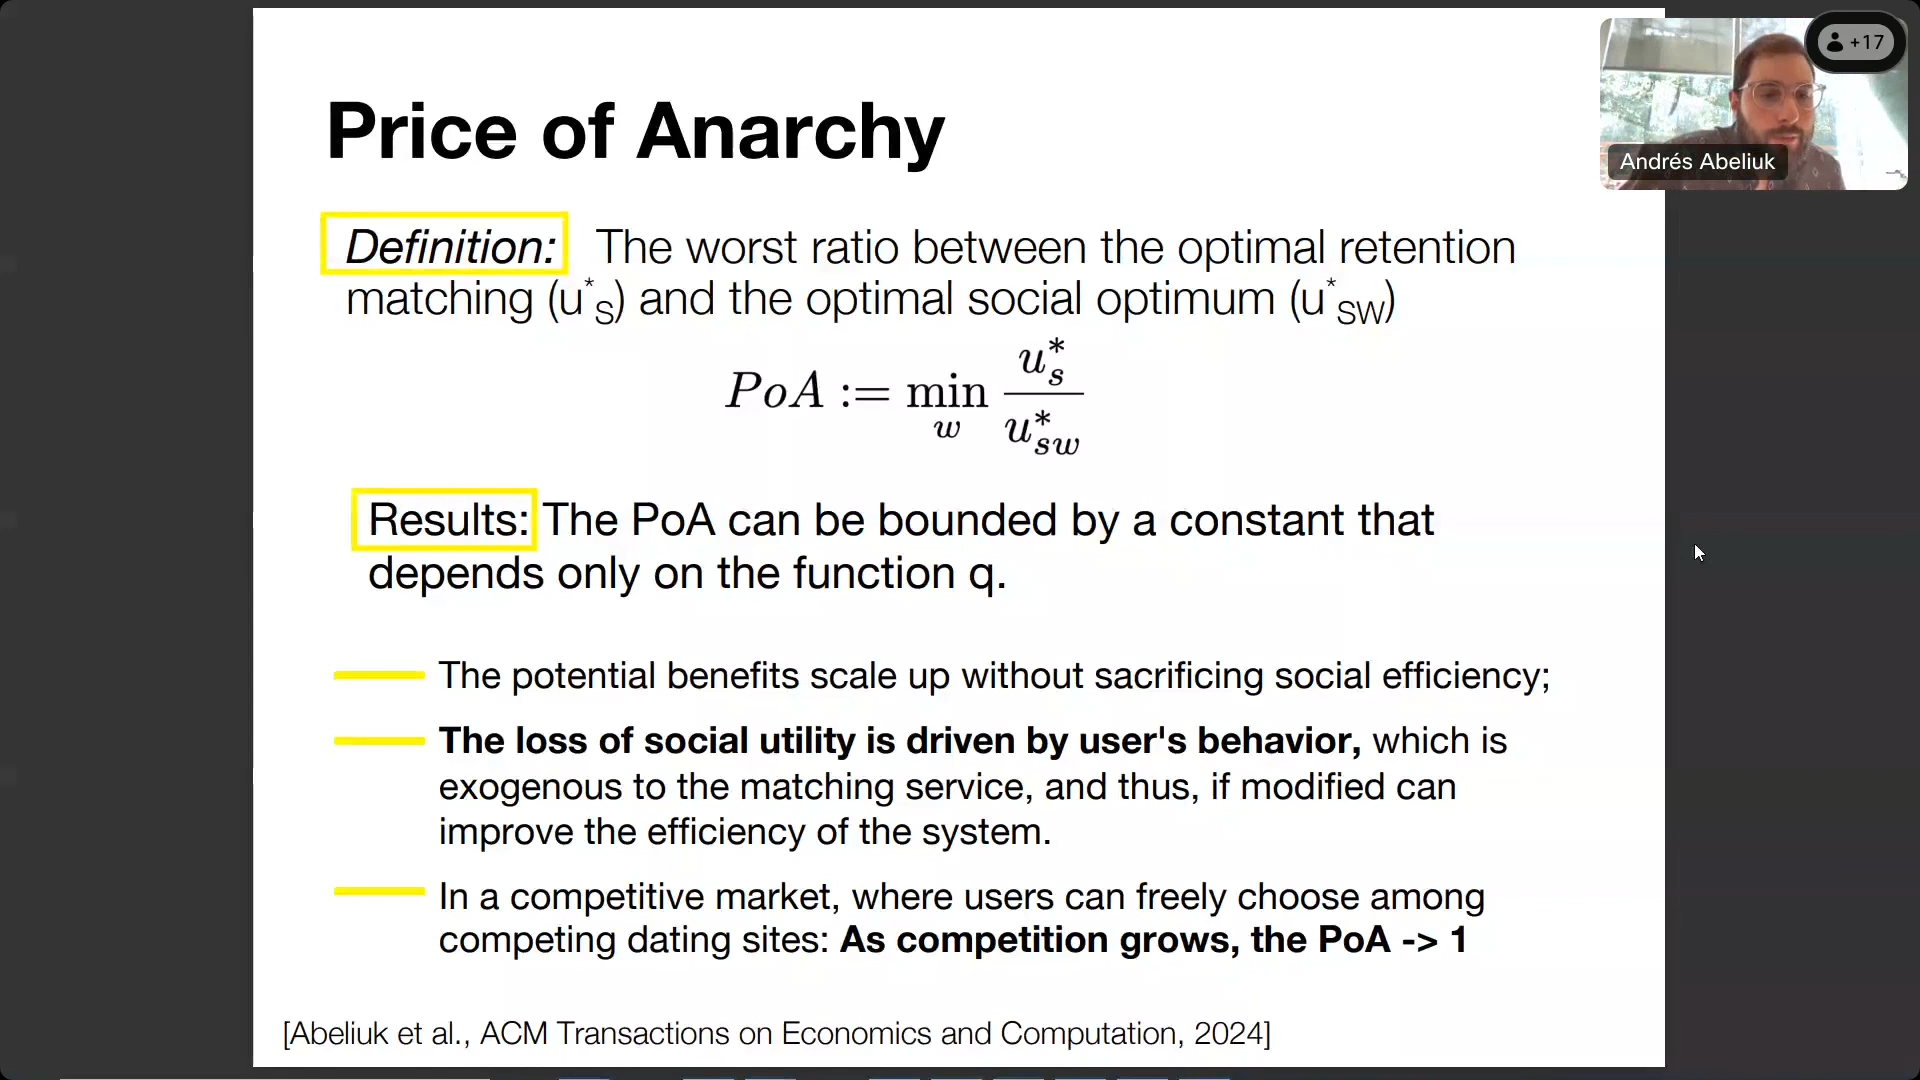 +17
Andrés Abeliuk
Price of Anarchy
Definition: The worst ratio between the optimal retention
matching (u*S) and the optimal social optimum (u*SW)
PoA := min_w u*_s / u*_sw
Results: The PoA can be bounded by a constant that
depends only on the function q.
The potential benefits scale up without sacrificing social efficiency;
The loss of social utility is driven by user's behavior, which is
exogenous to the matching service, and thus, if modified can
improve the efficiency of the system.
In a competitive market, where users can freely choose among
competing dating sites: As competition grows, the PoA -> 1
[Abeliuk et al., ACM Transactions on Economics and Computation, 2024]